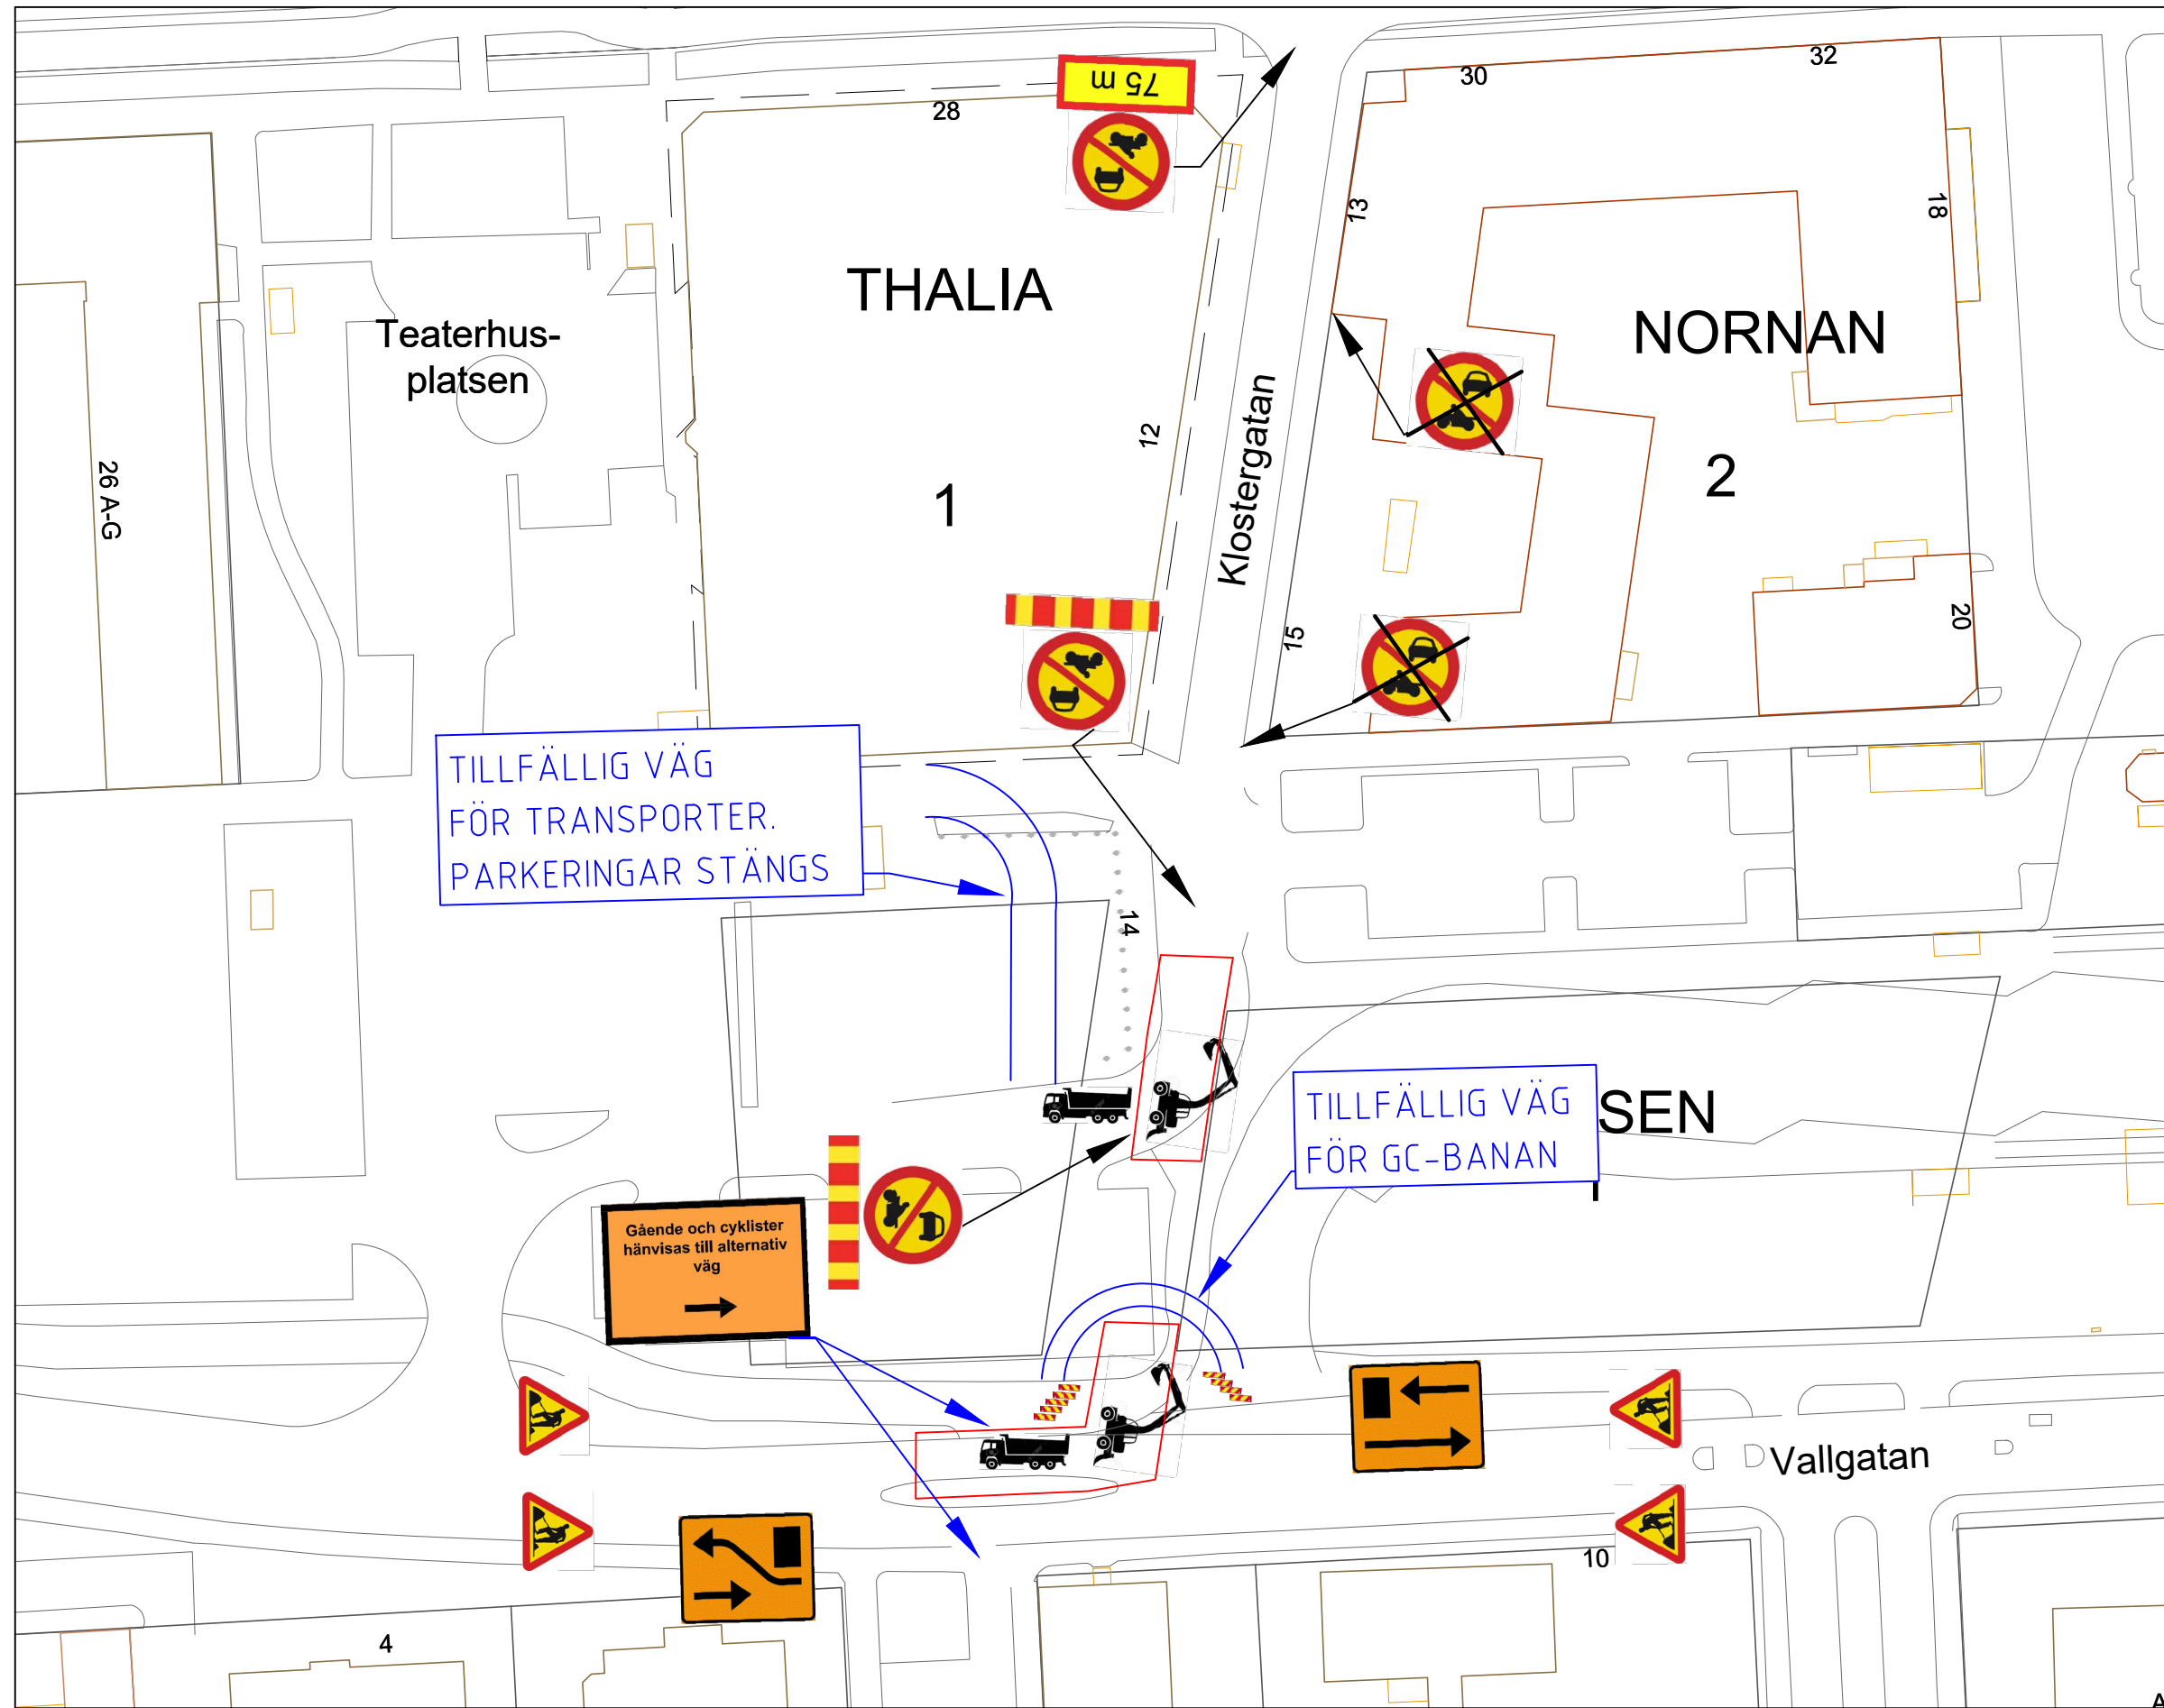 75 m
28
30
32
13
18
THALIA
Teaterhus-
platsen
NORNAN
Klostergatan
12
26 A-G
1
2
15
20
TILLFÄLLIG VÄG
FÖR TRANSPORTER.
PARKERINGAR STÄNGS
14
TILLFÄLLIG VÄG
FÖR GC-BANAN
SEN
Gående och cyklister
hänvisas till alternativ
väg
Vallgatan
10
4